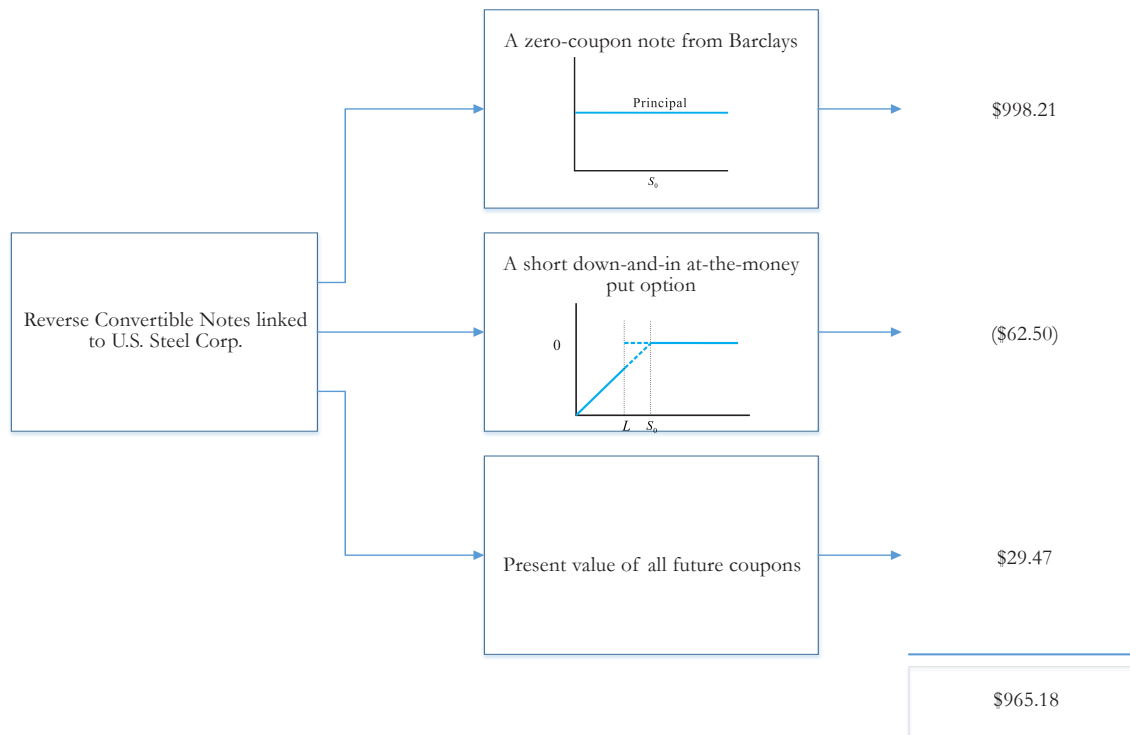 A zero-coupon note from Barclays
Principal
S₀
$998.21
Reverse Convertible Notes linked
to U.S. Steel Corp.
A short down-and-in at-the-money
put option
0
L S₀
($62.50)
Present value of all future coupons
$29.47
$965.18